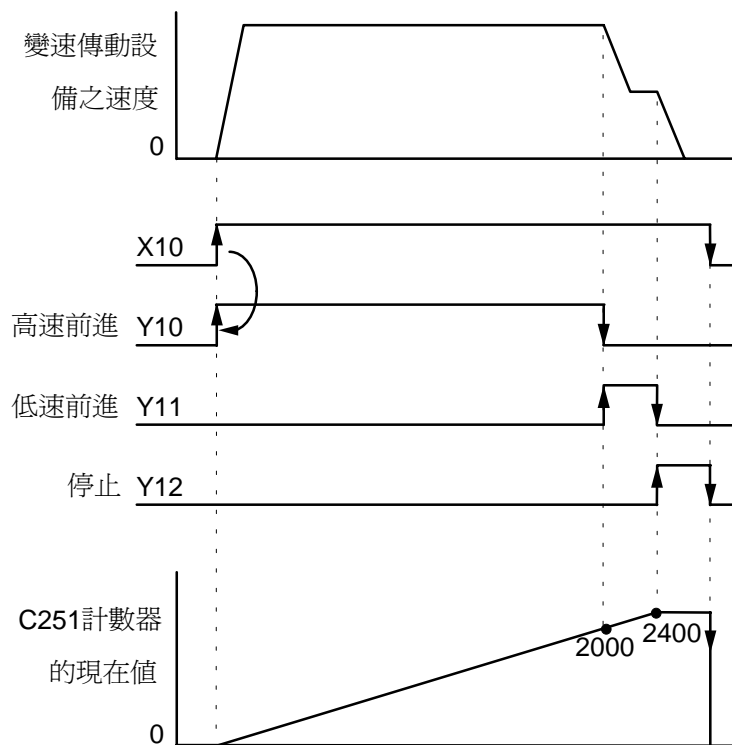 變速傳動設
備之速度
0
X10
高速前進 Y10
低速前進 Y11
停止 Y12
C251計數器
的現在值
2000
2400
0